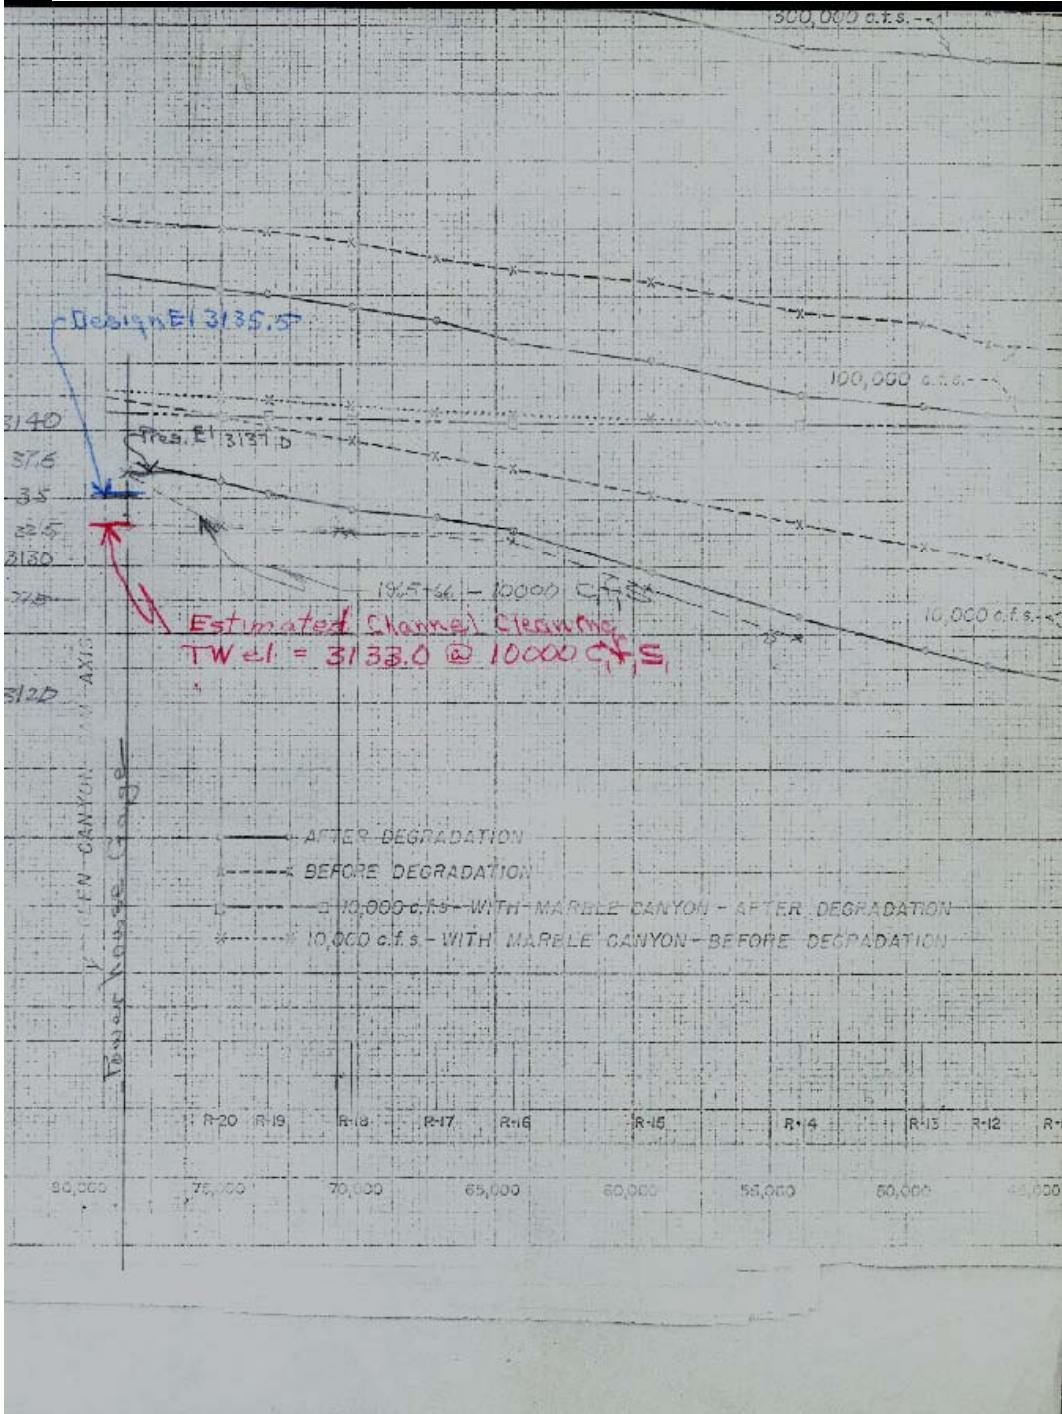 300,000 c.f.s.
Design El 3135.5
100,000 c.f.s.
3140
Pres. El 3137.0
37.5
35
32.5
3130
1965-66 - 10000 C.f.s
10,000 c.f.s.
Estimated Channel Cleaning
TW el = 3133.0 @ 10000 C.f.s.
3120
GLEN CANYON DAM AXIS
Power house Gauge
AFTER DEGRADATION
BEFORE DEGRADATION
10,000 c.f.s - WITH MARBLE CANYON - AFTER DEGRADATION
10,000 c.f.s. - WITH MARBLE CANYON - BEFORE DEGRADATION
R-20 R-19 R-18 R-17 R-16 R-15 R-14 R-13 R-12 R-
80,000 75,000 70,000 65,000 60,000 55,000 50,000 45,000